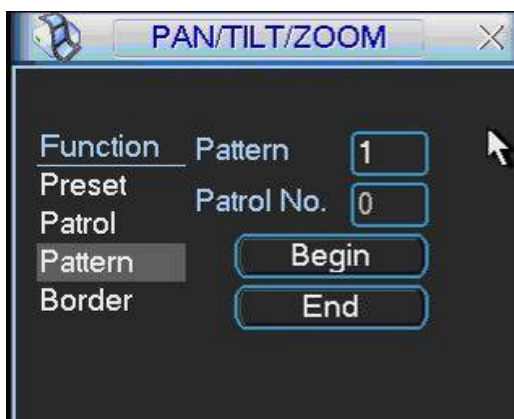 PAN/TILT/ZOOM
Function
Preset
Patrol
Pattern
Border
Pattern 1
Patrol No. 0
Begin
End